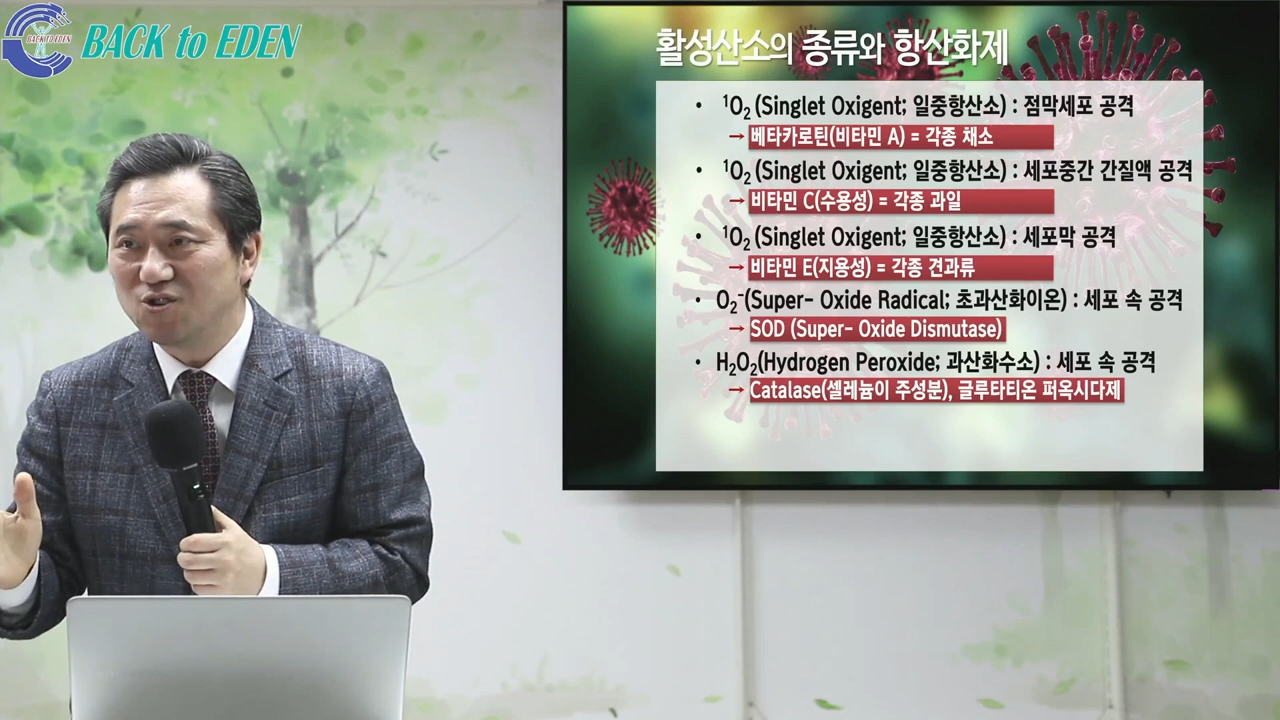 BACK TO EDEN
BACK to EDEN
활성산소의 종류와 항산화제
• ¹O₂ (Singlet Oxigent; 일중항산소) : 점막세포 공격
→ 베타카로틴(비타민 A) = 각종 채소
• ¹O₂ (Singlet Oxigent; 일중항산소) : 세포중간 간질액 공격
→ 비타민 C(수용성) = 각종 과일
• ¹O₂ (Singlet Oxigent; 일중항산소) : 세포막 공격
→ 비타민 E(지용성) = 각종 견과류
• O₂⁻(Super- Oxide Radical; 초과산화이온) : 세포 속 공격
→ SOD (Super- Oxide Dismutase)
• H₂O₂(Hydrogen Peroxide; 과산화수소) : 세포 속 공격
→ Catalase(셀레늄이 주성분), 글루타티온 퍼옥시다제